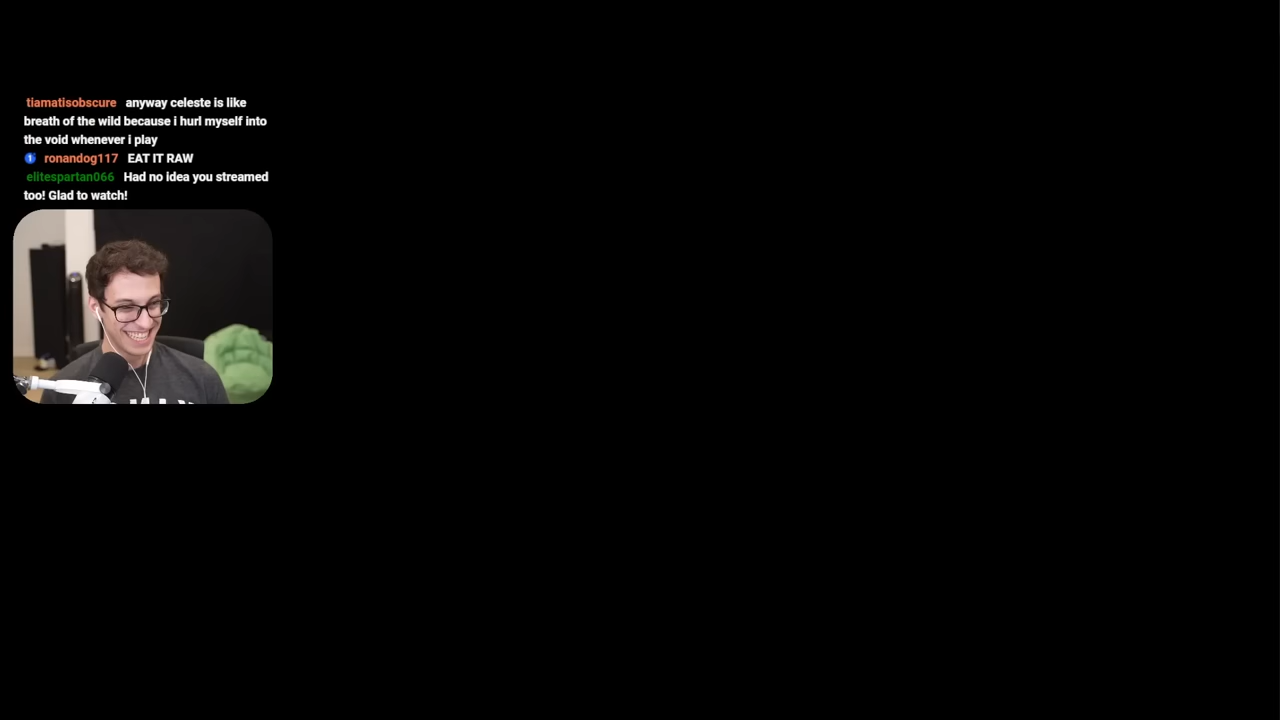 tiamatisobscure anyway celeste is like
breath of the wild because i hurl myself into
the void whenever i play
1 ronandog117 EAT IT RAW
elitespartan066 Had no idea you streamed
too! Glad to watch!